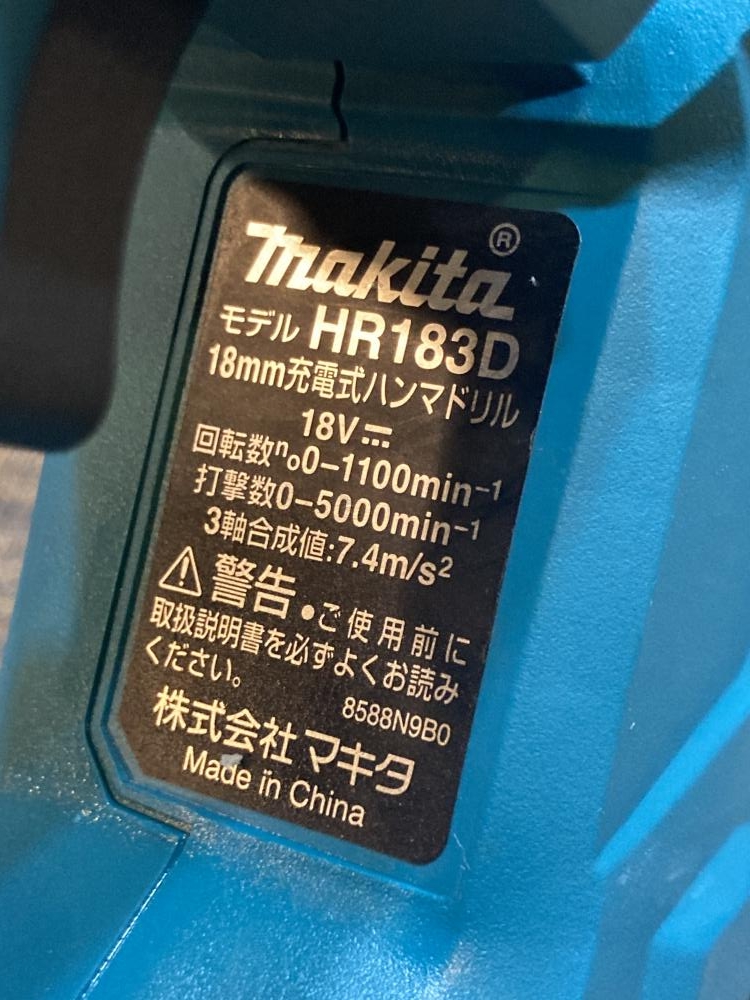 makita®
モデル HR183D
18mm充電式ハンマドリル
18V⎓
回転数n₀0−1100min⁻¹
打撃数0−5000min⁻¹
3軸合成値:7.4m/s²
⚠警告 ●ご使用前に
取扱説明書を必ずよくお読み
ください。
8588N9B0
株式会社マキタ
Made in China